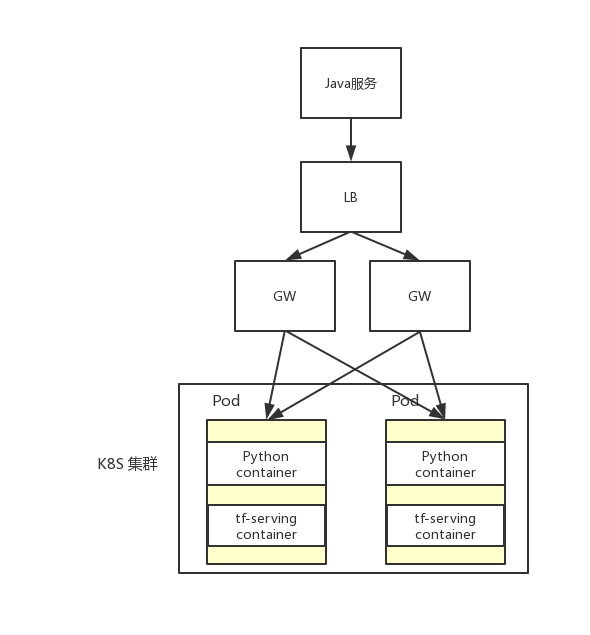 Java服务
LB
GW
GW
Pod
Pod
Python
container
Python
container
K8S 集群
tf-serving
container
tf-serving
container